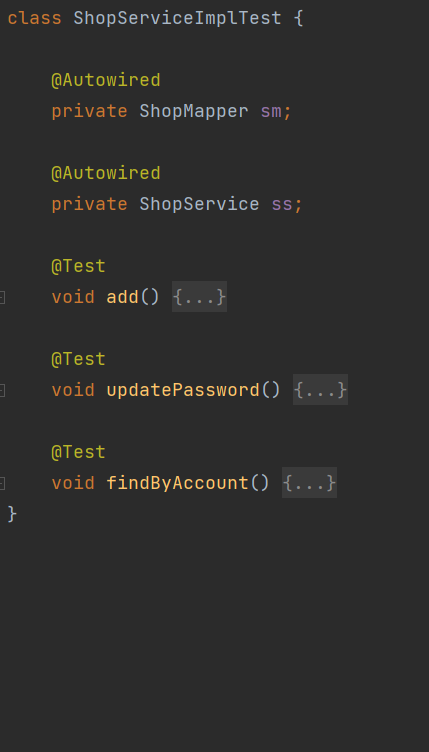 class ShopServiceImplTest {
@Autowired
private ShopMapper sm;
@Autowired
private ShopService ss;
@Test
void add() {...}
@Test
void updatePassword() {...}
@Test
void findByAccount() {...}
}